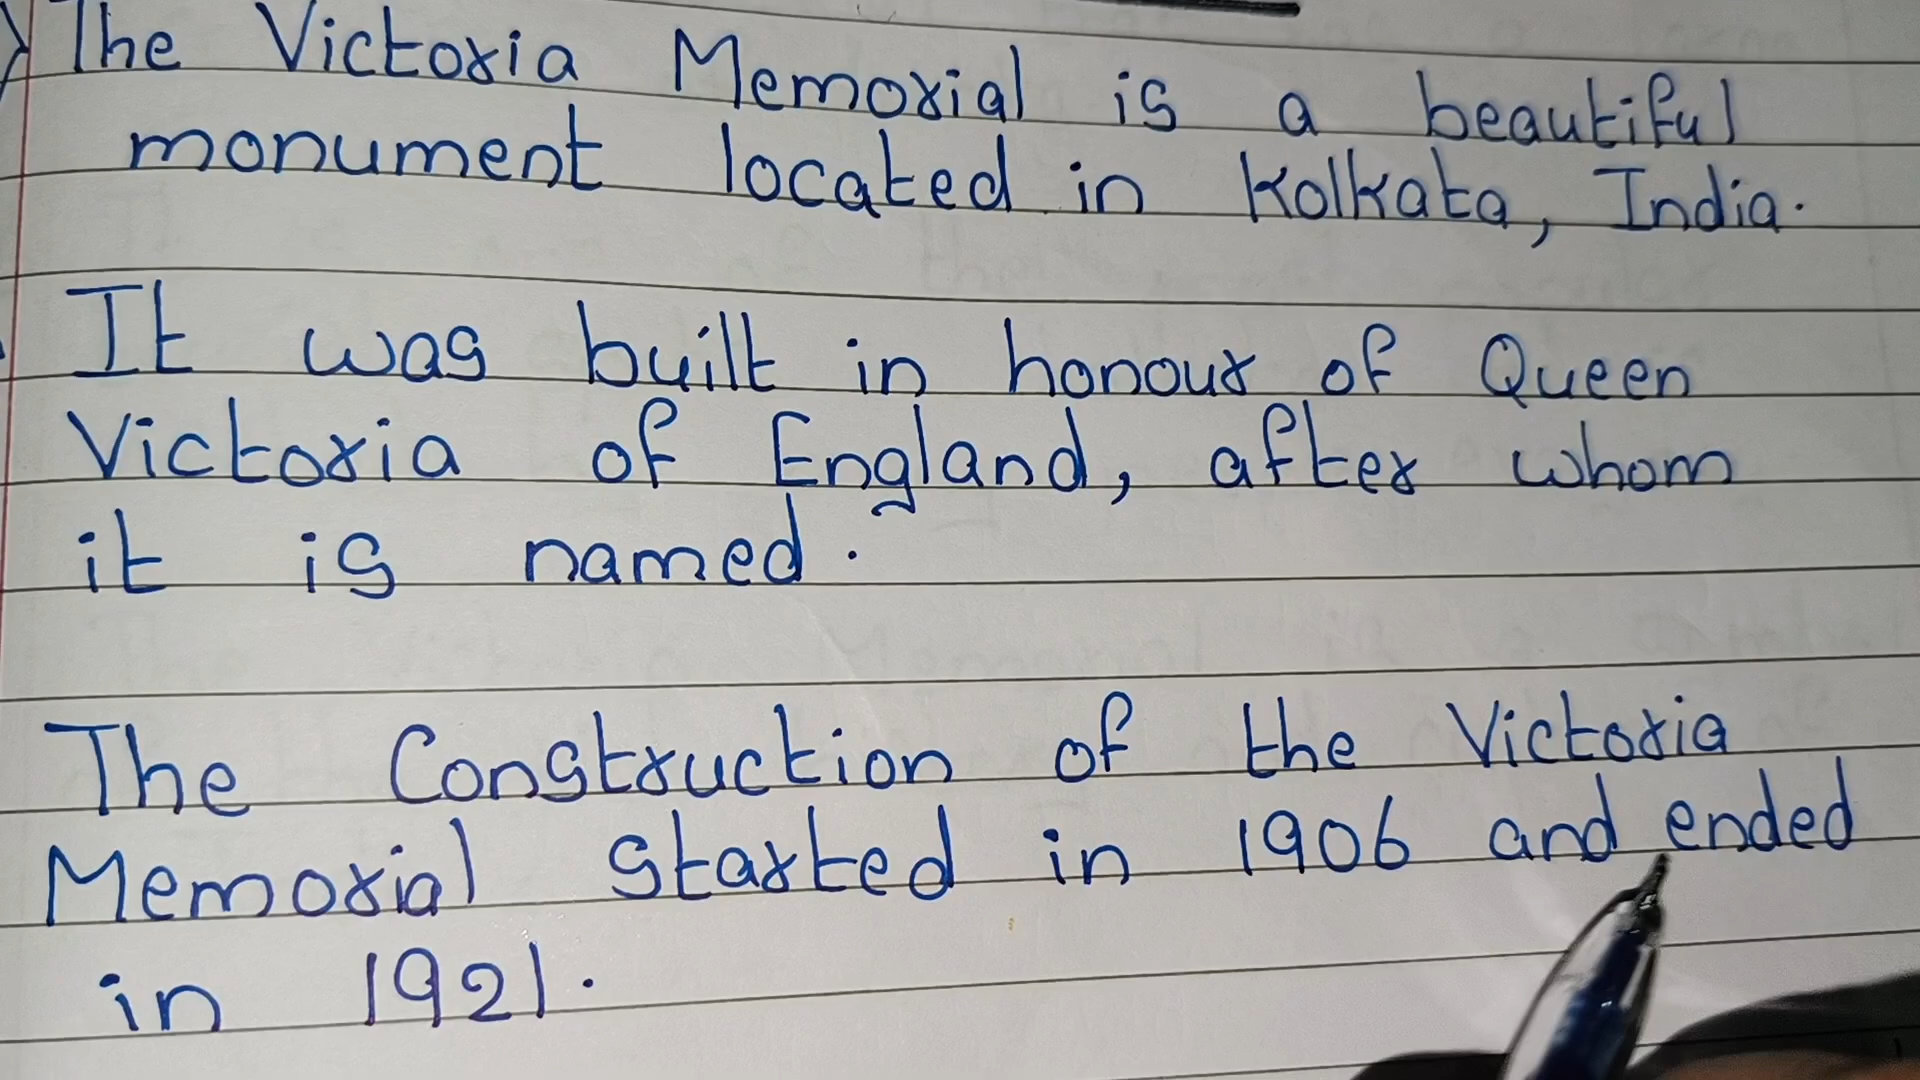 The Victoria Memorial is a beautiful
monument located in Kolkata, India.
It was built in honour of Queen
Victoria of England, after whom
it is named.
The Construction of the Victoria
Memorial started in 1906 and ended
in 1921.